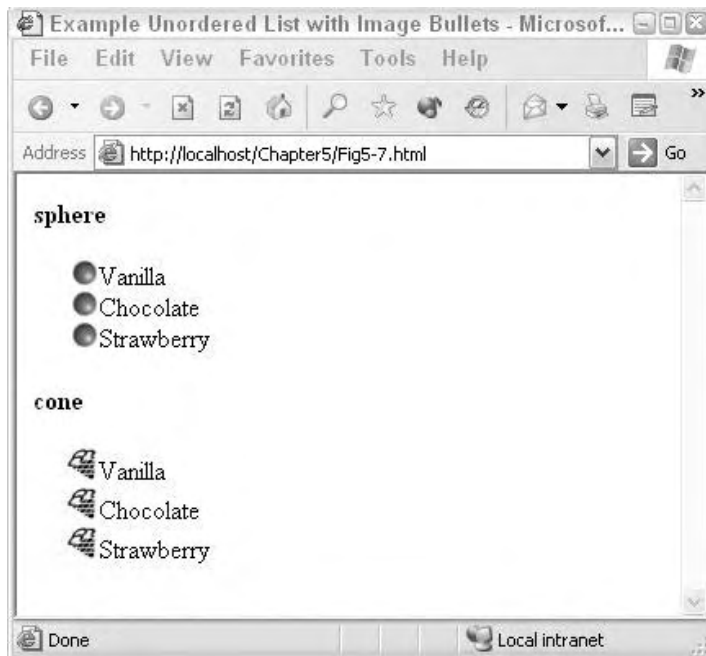 Example Unordered List with Image Bullets - Microsof...
File Edit View Favorites Tools Help
»
Address http://localhost/Chapter5/Fig5-7.html Go
sphere
Vanilla
Chocolate
Strawberry
cone
Vanilla
Chocolate
Strawberry
Done Local intranet